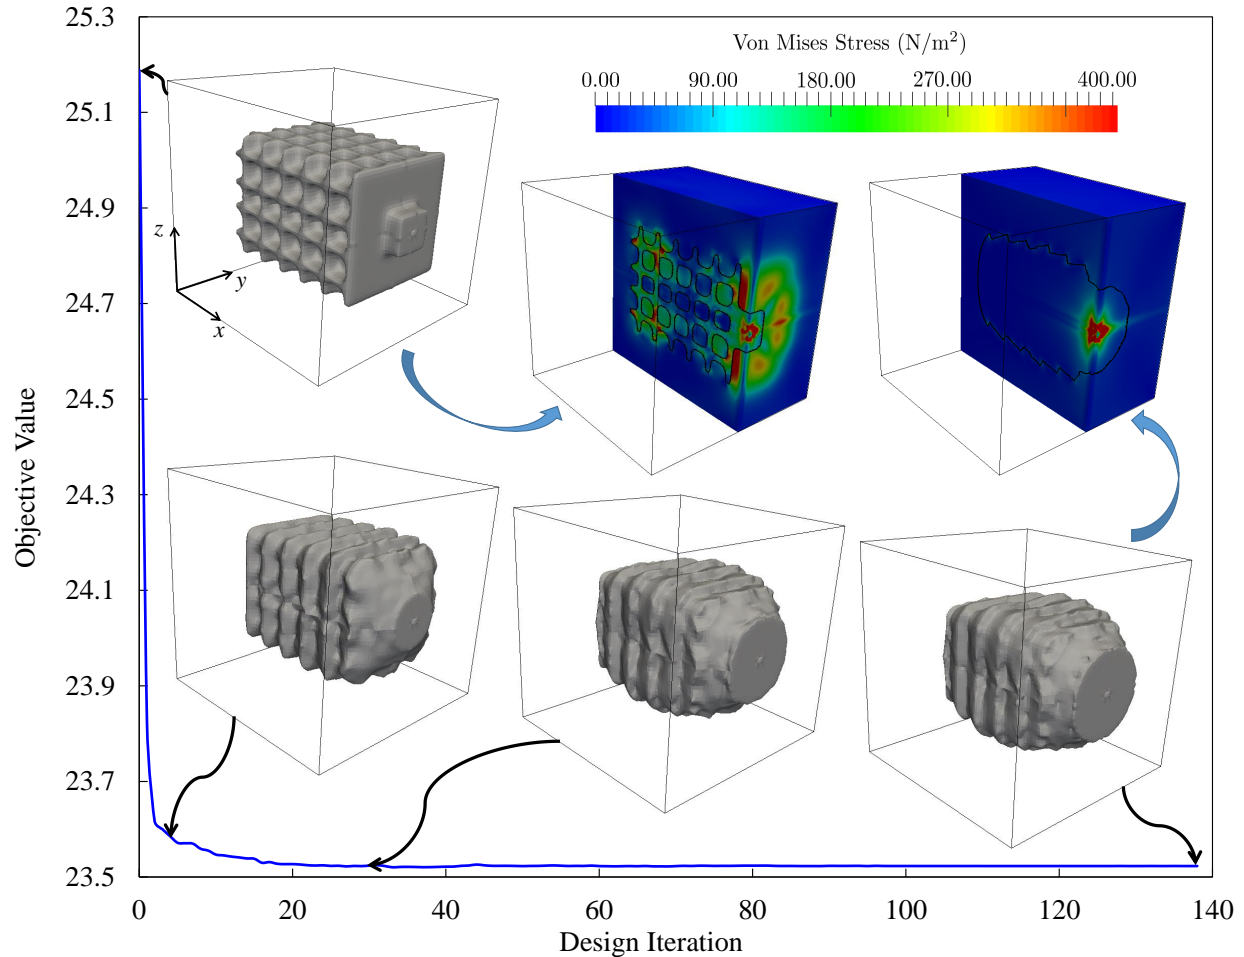 Von Mises Stress (N/m²)
0.00 90.00 180.00 270.00 400.00
z
y
x
Objective Value
25.3
25.1
24.9
24.7
24.5
24.3
24.1
23.9
23.7
23.5
0 20 40 60 80 100 120 140
Design Iteration